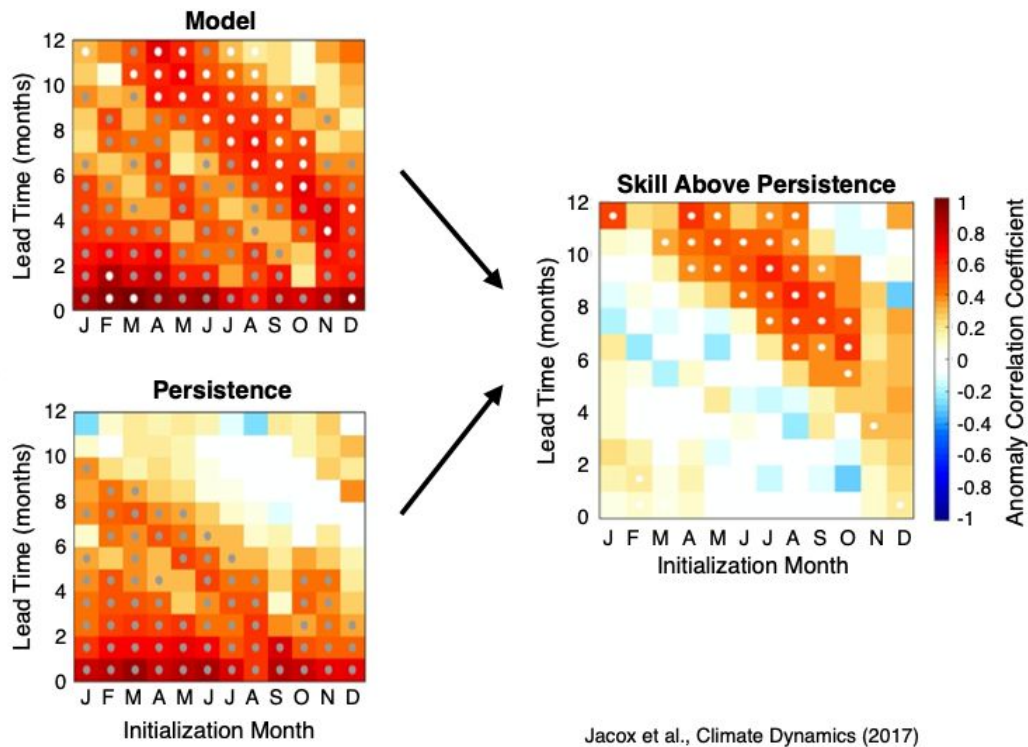 Model
12
10
8
6
4
2
0
Lead Time (months)
J F M A M J J A S O N D
Persistence
12
10
8
6
4
2
0
Lead Time (months)
J F M A M J J A S O N D
Initialization Month
Skill Above Persistence
12
10
8
6
4
2
0
Lead Time (months)
J F M A M J J A S O N D
Initialization Month
1
0.8
0.6
0.4
0.2
0
-0.2
-0.4
-0.6
-0.8
-1
Anomaly Correlation Coefficient
Jacox et al., Climate Dynamics (2017)